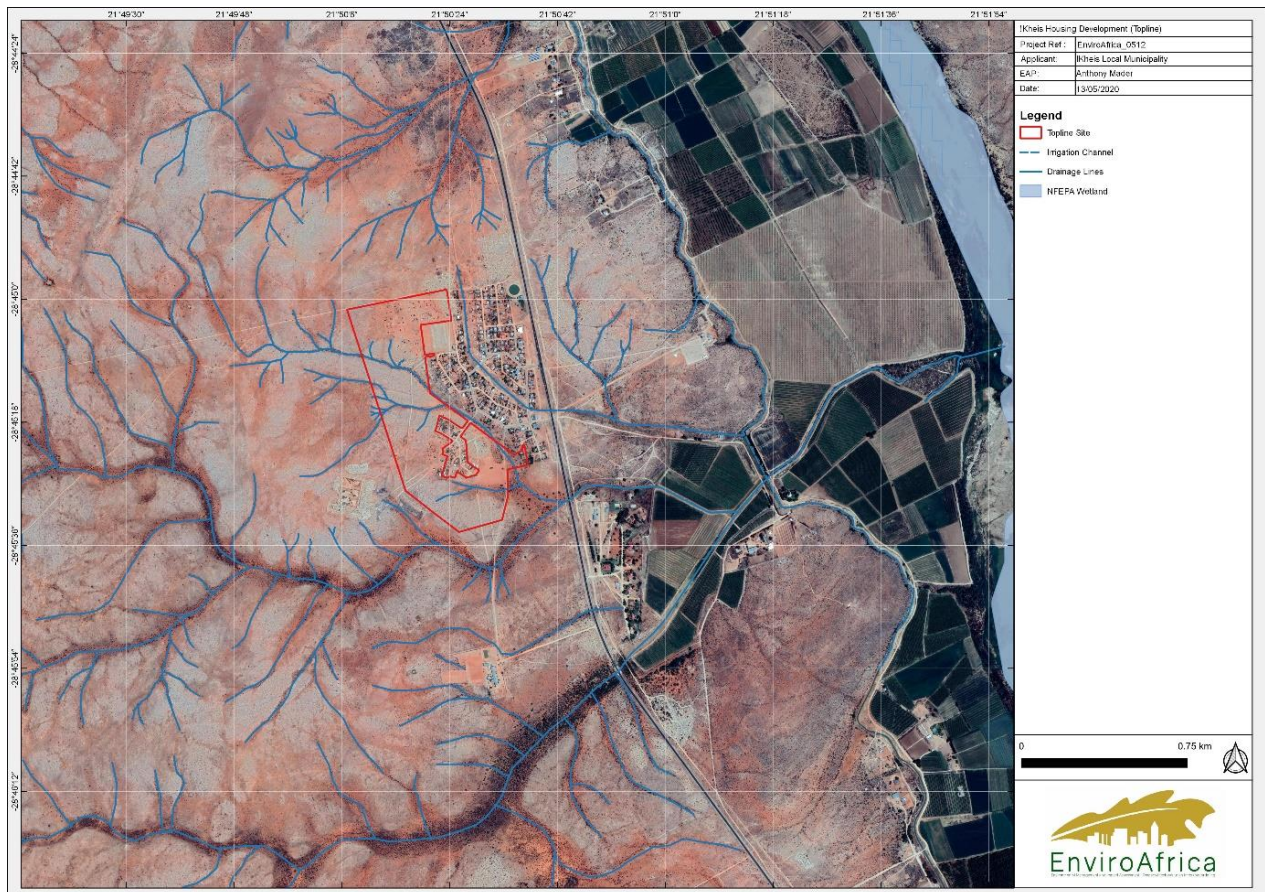 21°49'30" 21°49'48" 21°50'6" 21°50'24" 21°50'42" 21°51'0" 21°51'18" 21°51'36" 21°51'54"
-28°44'24"
-28°44'42"
-28°45'0"
-28°45'18"
-28°45'36"
-28°45'54"
-28°46'12"
!Kheis Housing Development (Topline)
Project Ref : EnviroAfrica_0512
Applicant: !Kheis Local Municipality
EAP: Anthony Mader
Date: 13/05/2020
Legend
Topline Site
Irrigation Channel
Drainage Lines
NFEPA Wetland
0 0.75 km
EnviroAfrica